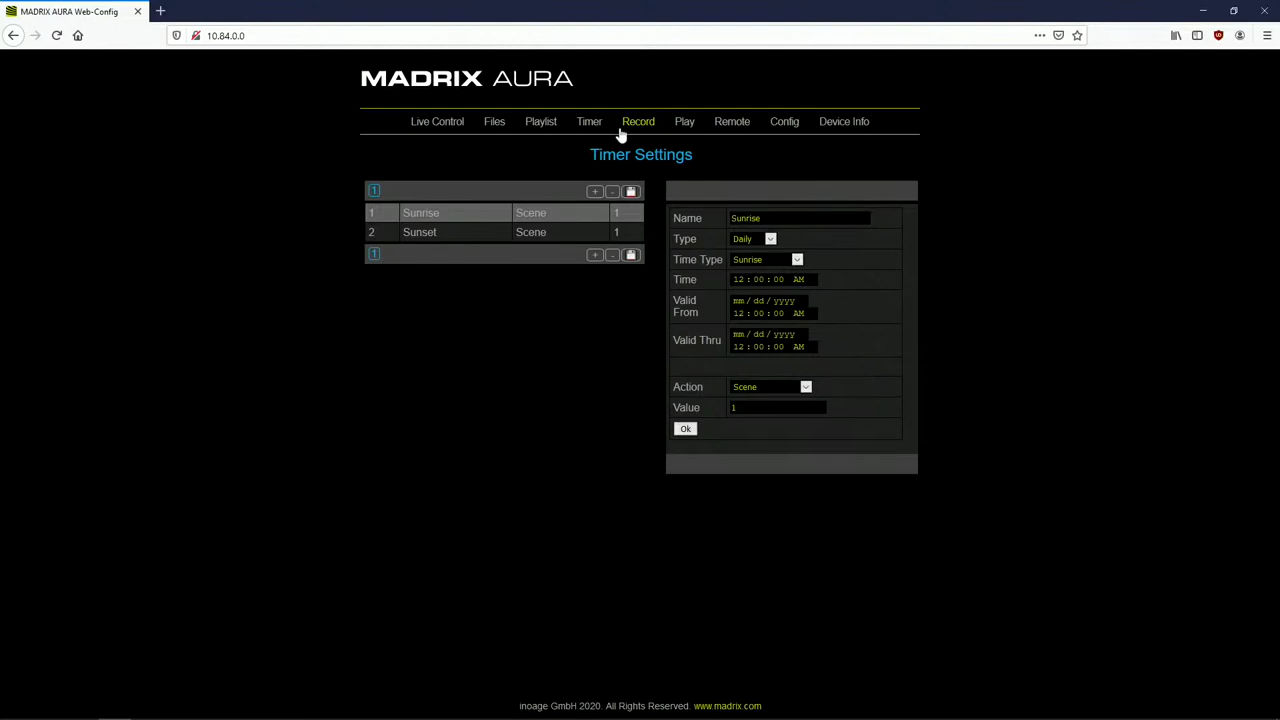 MADRIX AURA Web-Config
10.84.0.0
MADRIX AURA
Live Control Files Playlist Timer Record Play Remote Config Device Info
Timer Settings
1 + -
1 Sunrise Scene 1
2 Sunset Scene 1
1 + -
Name Sunrise
Type Daily
Time Type Sunrise
Time 12:00:00 AM
Valid From mm/dd/yyyy
12:00:00 AM
Valid Thru mm/dd/yyyy
12:00:00 AM
Action Scene
Value 1
Ok
inoage GmbH 2020. All Rights Reserved. www.madrix.com